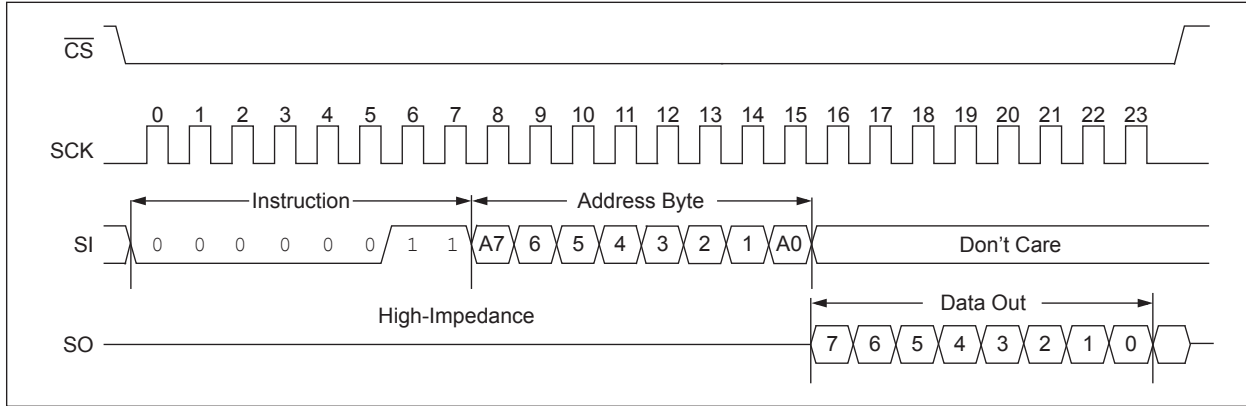 CS
0 1 2 3 4 5 6 7 8 9 10 11 12 13 14 15 16 17 18 19 20 21 22 23
SCK
Instruction Address Byte
SI 0 0 0 0 0 0 1 1 A7 6 5 4 3 2 1 A0 Don't Care
High-Impedance Data Out
SO 7 6 5 4 3 2 1 0